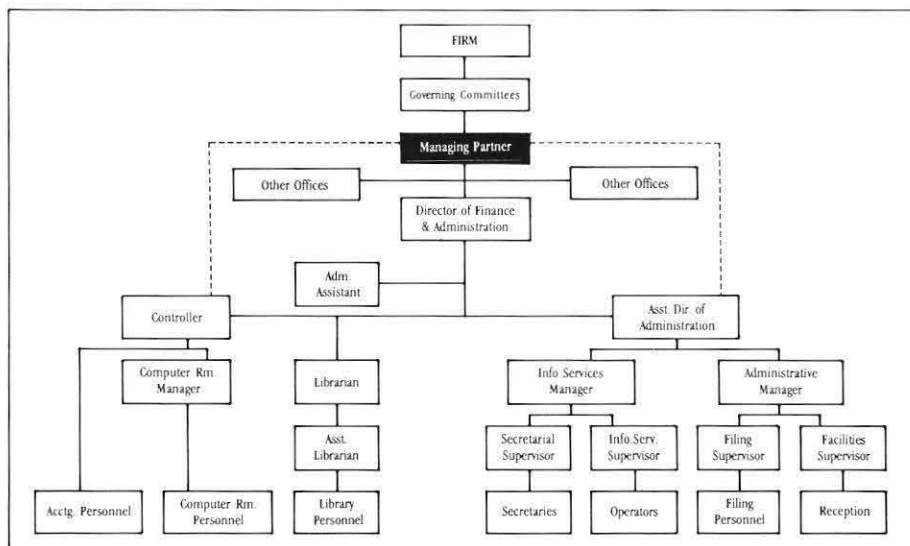 FIRM
Governing Committees
Managing Partner
Other Offices
Other Offices
Director of Finance
& Administration
Adm.
Assistant
Controller
Asst. Dir. of
Administration
Computer Rm.
Manager
Librarian
Info Services
Manager
Administrative
Manager
Asst.
Librarian
Secretarial
Supervisor
Info.Serv.
Supervisor
Filing
Supervisor
Facilities
Supervisor
Acctg. Personnel
Computer Rm.
Personnel
Library
Personnel
Secretaries
Operators
Filing
Personnel
Reception